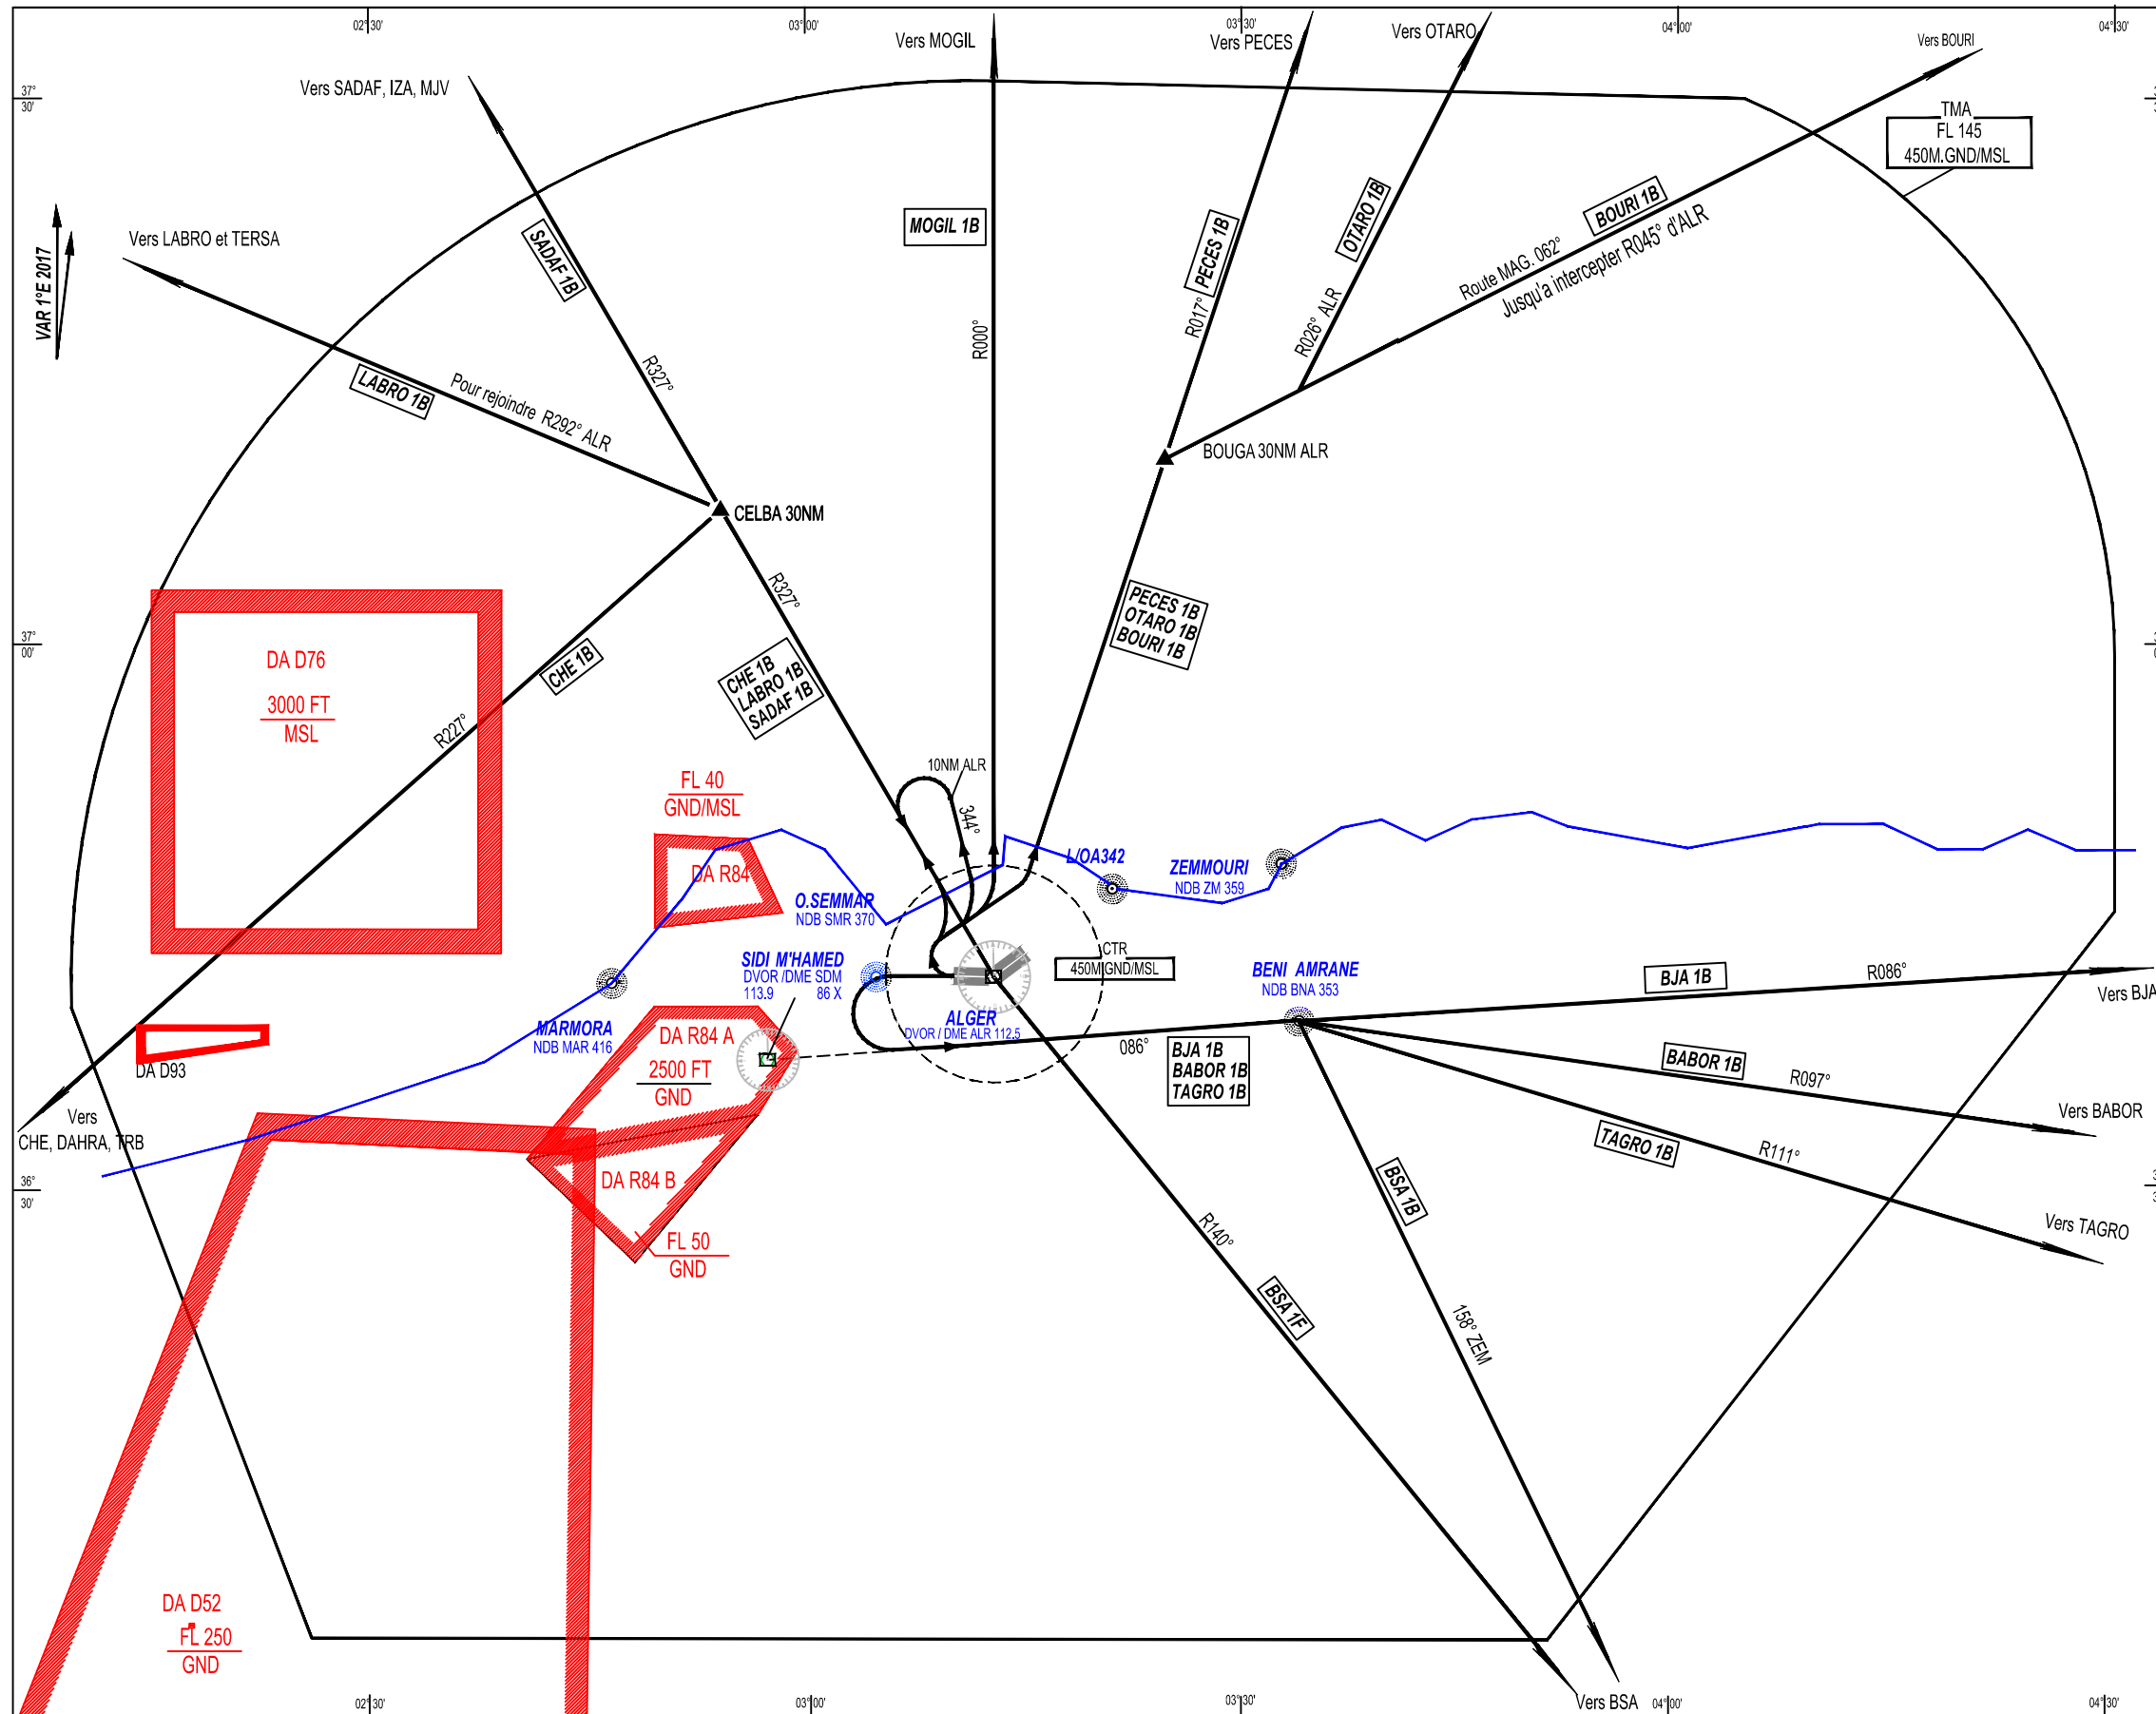 02°30'
03°00'
03°30'
04°00'
04°30'
Vers MOGIL
Vers PECES
Vers OTARO
Vers BOURI
Vers SADAF, IZA, MJV
37°
30'
TMA
FL 145
450M.GND/MSL
VAR 1°E 2017
Vers LABRO et TERSA
SADAF 1B
MOGIL 1B
PECES 1B
R017°
OTARO 1B
R026° ALR
BOURI 1B
Route MAG. 062°
Jusqu'a intercepter R045° d'ALR
R000°
R327°
LABRO 1B
Pour rejoindre R292° ALR
BOUGA 30NM ALR
CELBA 30NM
R327°
PECES 1B
OTARO 1B
BOURI 1B
37°
00'
DA D76
3000 FT
MSL
CHE 1B
R227°
CHE 1B
LABRO 1B
SADAF 1B
10NM ALR
344°
FL 40
GND/MSL
DA R84
L/OA342
ZEMMOURI
NDB ZM 359
O.SEMMAR
NDB SMR 370
SIDI M'HAMED
DVOR /DME SDM
113.9 86 X
CTR
450M GND/MSL
BENI AMRANE
NDB BNA 353
BJA 1B
R086°
Vers BJA
ALGER
DVOR / DME ALR 112.5
MARMORA
NDB MAR 416
DA R84 A
2500 FT
GND
086°
BJA 1B
BABOR 1B
TAGRO 1B
BABOR 1B
R097°
Vers BABOR
DA D93
Vers
CHE, DAHRA, TRB
TAGRO 1B
R111°
Vers TAGRO
36°
30'
DA R84 B
FL 50
GND
BSA 1B
R140°
BSA 1F
158° ZEM
DA D52
FL 250
GND
Vers BSA
02°30'
03°00'
03°30'
04°00'
04°30'